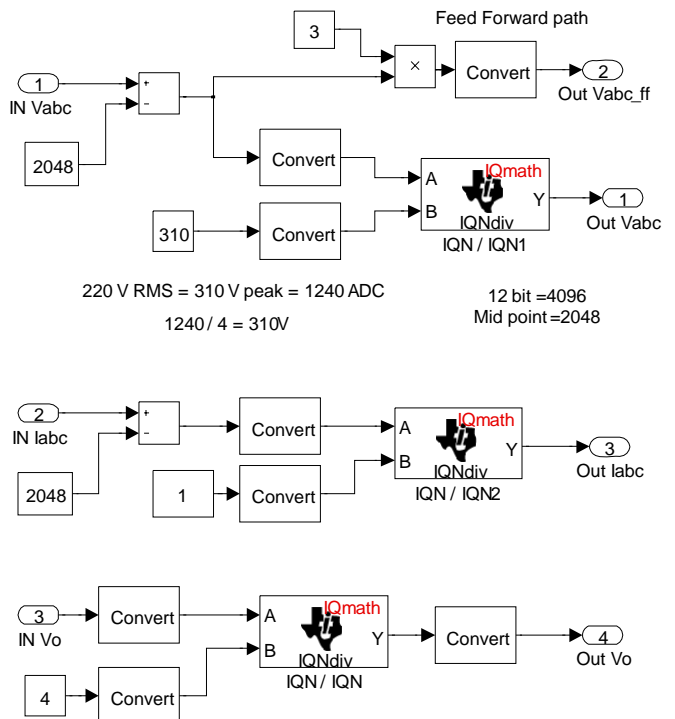 Feed Forward path
3
×
Convert
2
Out Vabc_ff
1
IN Vabc
+
−
2048
Convert
310
Convert
A
B
IQmath
Y
IQNdiv
IQN / IQN1
1
Out Vabc
220 V RMS = 310 V peak = 1240 ADC
1240 / 4 = 310V
12 bit =4096
Mid point =2048
2
IN Iabc
+
−
2048
Convert
1
Convert
A
B
IQmath
Y
IQNdiv
IQN / IQN2
3
Out Iabc
3
IN Vo
Convert
4
Convert
A
B
IQmath
Y
IQNdiv
IQN / IQN
Convert
4
Out Vo